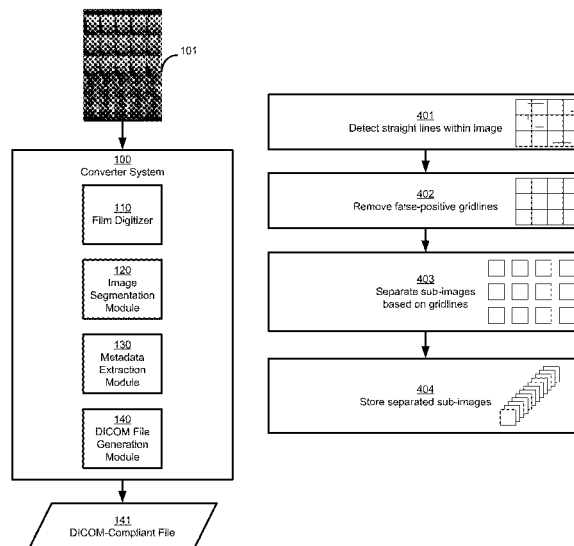 101
100
Converter System
110
Film Digitizer
120
Image
Segmentation
Module
130
Metadata
Extraction
Module
140
DICOM File
Generation
Module
141
DICOM-Compliant File
401
Detect straight lines within image
402
Remove false-positive gridlines
403
Separate sub-images
based on gridlines
404
Store separated sub-images